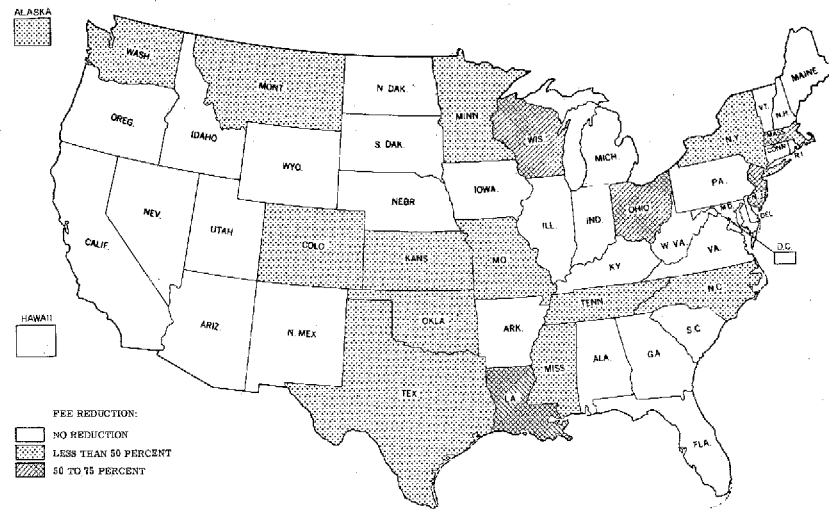 ALASKA
WASH.
MONT.
N. DAK.
MINN
MAINE
VT.
N.H.
OREG.
IDAHO
S. DAK.
WIS
MICH.
N.Y
MASS
CONN
R I
WYO.
IOWA.
PA.
NEV.
NEBR
ILL.
IND.
OHIO
MD.
DEL
D.C.
CALIF.
UTAH
COLO
KANS
MO.
W VA.
VA.
KY
N.C
TENN
HAWAII
ARIZ
N. MEX
OKLA
ARK.
S.C
MISS
ALA.
GA
TEX
LA
FLA.
FEE REDUCTION:
NO REDUCTION
LESS THAN 50 PERCENT
50 TO 75 PERCENT